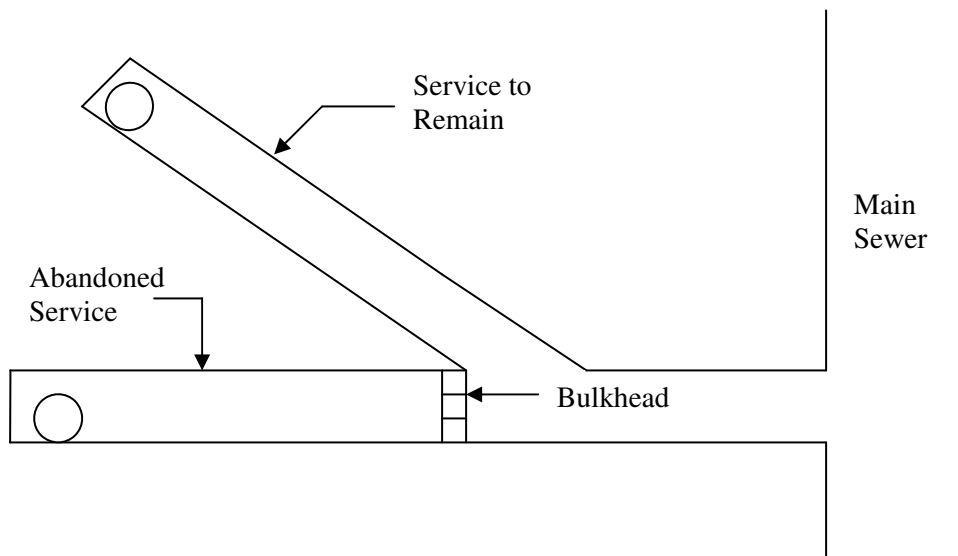 Service to
Remain
Main
Sewer
Abandoned
Service
Bulkhead